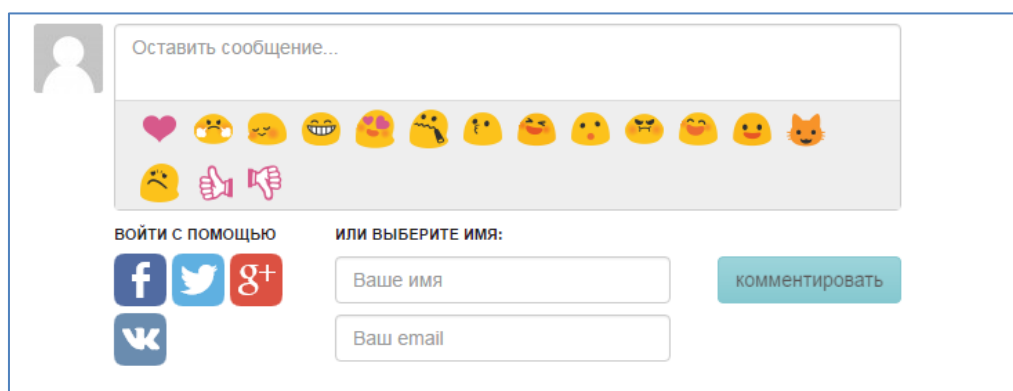 Оставить сообщение...
ВОЙТИ С ПОМОЩЬЮ
ИЛИ ВЫБЕРИТЕ ИМЯ:
f
g+
Ваше имя
комментировать
Ваш email